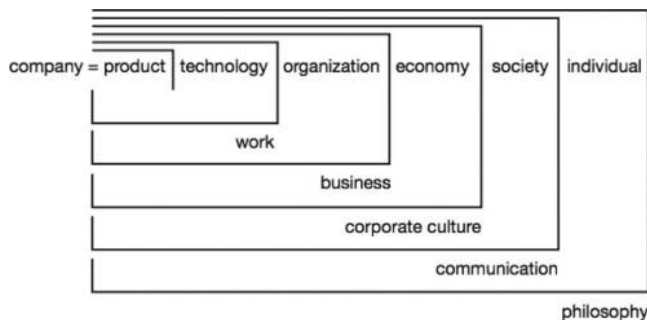 company = product technology organization economy society individual
work
business
corporate culture
communication
philosophy